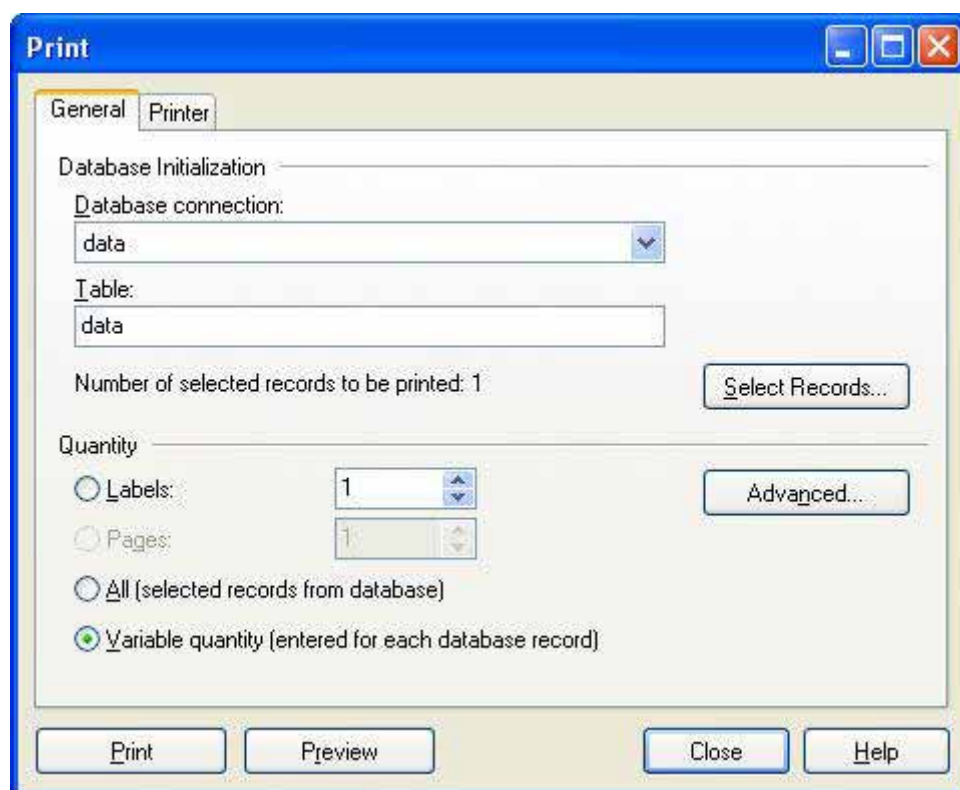 Print
General Printer
Database Initialization
Database connection:
data
Table:
data
Number of selected records to be printed: 1 Select Records...
Quantity
Labels: 1 Advanced...
Pages: 1
All (selected records from database)
Variable quantity (entered for each database record)
Print Preview Close Help